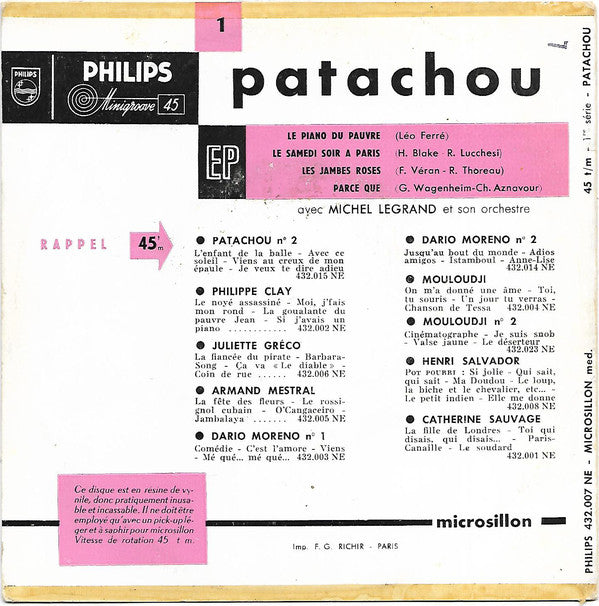 1
PHILIPS
PHILIPS
Minigroove 45
patachou
EP
LE PIANO DU PAUVRE (Léo Ferré)
LE SAMEDI SOIR A PARIS (H. Blake - R. Lucchesi)
LES JAMBES ROSES (F. Véran - R. Thoreau)
PARCE QUE (G. Wagenheim-Ch. Aznavour)
avec MICHEL LEGRAND et son orchestre
RAPPEL 45'm
● PATACHOU n° 2
L'enfant de la balle - Avec ce
soleil - Viens au creux de mon
épaule - Je veux te dire adieu
432.015 NE
● PHILIPPE CLAY
Le noyé assassiné - Moi, j'fais
mon rond - La goualante du
pauvre Jean - Si j'avais un
piano ............ 432.002 NE
● JULIETTE GRÉCO
La fiancée du pirate - Barbara-
Song - Ça va « Le diable » -
Coin de rue ...... 432.006 NE
● ARMAND MESTRAL
La fête des fleurs - Le rossi-
gnol cubain - O'Cangaceiro -
Jambalaya ....... 432.005 NE
● DARIO MORENO n° 1
Comédie - C'est l'amore - Viens
- Mé qué... mé qué... 432.003 NE
● DARIO MORENO n° 2
Jusqu'au bout du monde - Adios
amigos - Istamboul - Anne-Lise
432.014 NE
● MOULOUDJI
On m'a donné une âme - Toi,
tu souris - Un jour tu verras -
Chanson de Tessa 432.004 NE
● MOULOUDJI n° 2
Cinématographe - Je suis snob
- Valse jaune - Le déserteur
432.023 NE
● HENRI SALVADOR
POT POURRI : Si jolie - Qui sait,
qui sait - Ma Doudou - Le loup,
la biche et le chevalier, etc... -
Le petit indien - Elle me donne
432.008 NE
● CATHERINE SAUVAGE
La fille de Londres - Toi qui
disais, qui disais... - Paris-
Canaille - Le soudard
432.001 NE
Ce disque est en résine de vy-
nile, donc pratiquement inusa-
ble et incassable. Il ne doit être
employé qu'avec un pick-up lé-
ger et à saphir pour microsillon
Vitesse de rotation 45 t m.
microsillon
Imp. F. G. RICHIR - PARIS
PHILIPS 432.007 NE - MICROSILLON med. 45 t/m - 1re série - PATACHOU